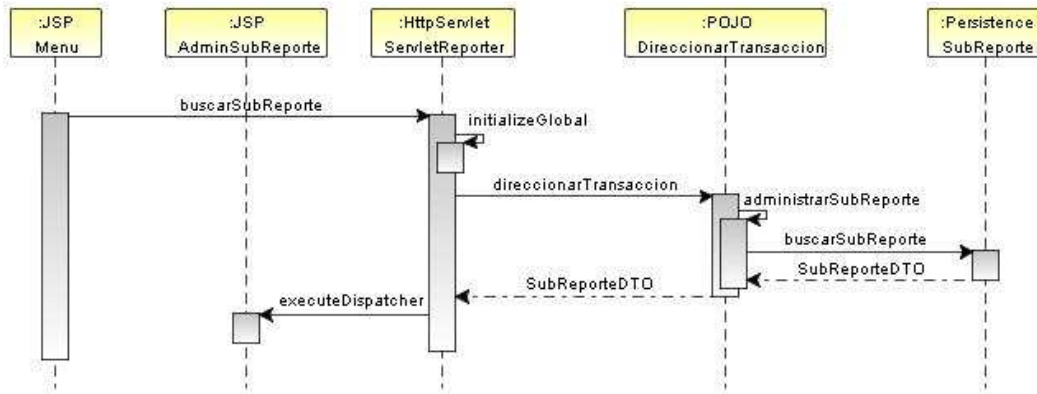 :JSP
Menu
:JSP
AdminSubReporte
:HttpServlet
ServletReporter
:POJO
DireccionarTransaccion
:Persistence
SubReporte
buscarSubReporte
initializeGlobal
direccionarTransaccion
administrarSubReporte
buscarSubReporte
SubReporteDTO
SubReporteDTO
executeDispatcher